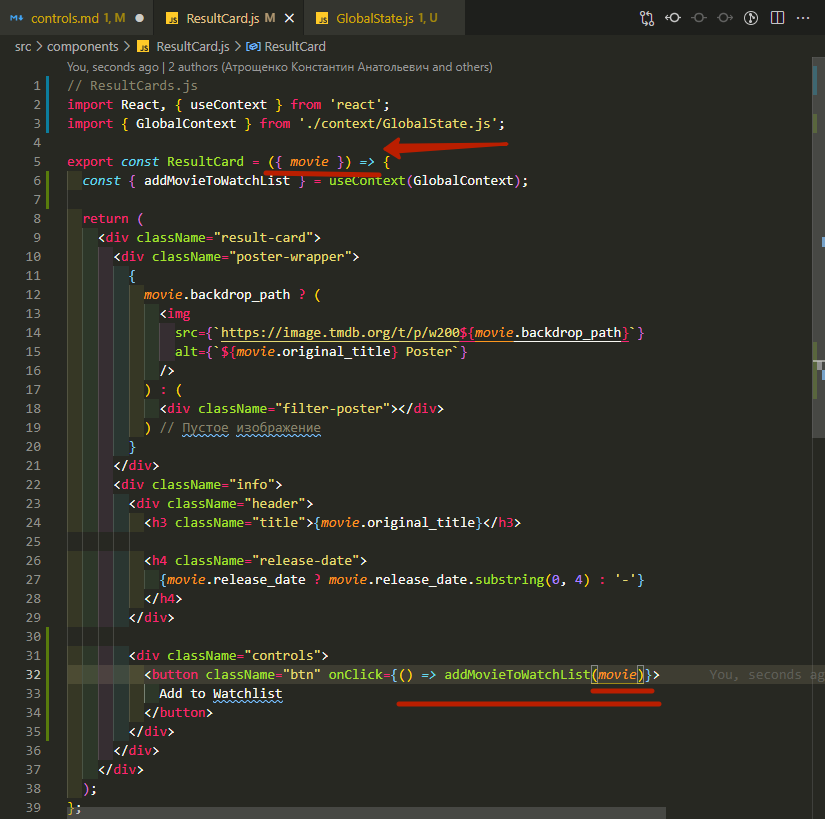 controls.md 1, M ● JS ResultCard.js M × JS GlobalState.js 1, U
src > components > JS ResultCard.js > ResultCard
You, seconds ago | 2 authors (Атрощенко Константин Анатольевич and others)
1 // ResultCards.js
2 import React, { useContext } from 'react';
3 import { GlobalContext } from './context/GlobalState.js';
4
5 export const ResultCard = ({ movie }) => {
6   const { addMovieToWatchList } = useContext(GlobalContext);
7
8   return (
9     <div className="result-card">
10       <div className="poster-wrapper">
11         {
12           movie.backdrop_path ? (
13             <img
14               src={`https://image.tmdb.org/t/p/w200${movie.backdrop_path}`}
15               alt={`${movie.original_title} Poster`}
16             />
17           ) : (
18             <div className="filter-poster"></div>
19           ) // Пустое изображение
20         }
21       </div>
22       <div className="info">
23         <div className="header">
24           <h3 className="title">{movie.original_title}</h3>
25
26           <h4 className="release-date">
27             {movie.release_date ? movie.release_date.substring(0, 4) : '-'}
28           </h4>
29         </div>
30
31         <div className="controls">
32           <button className="btn" onClick={() => addMovieToWatchList(movie)}> You, seconds ag
33             Add to Watchlist
34           </button>
35         </div>
36       </div>
37     </div>
38   );
39 };